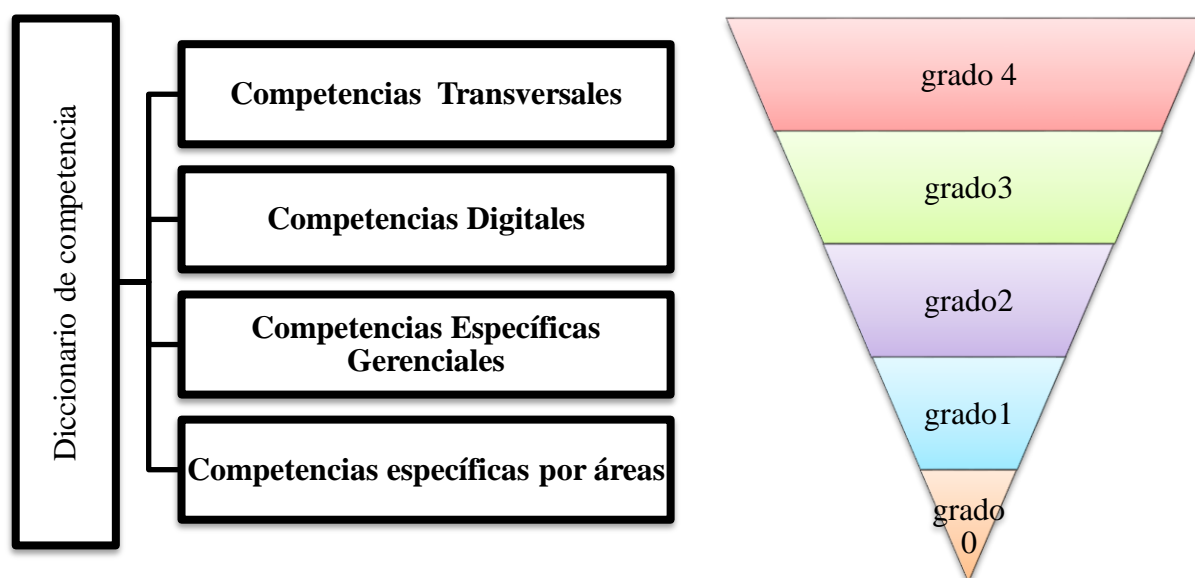 Diccionario de competencia
Competencias Transversales
Competencias Digitales
Competencias Específicas
Gerenciales
Competencias específicas por áreas
grado 4
grado3
grado2
grado1
grado
0